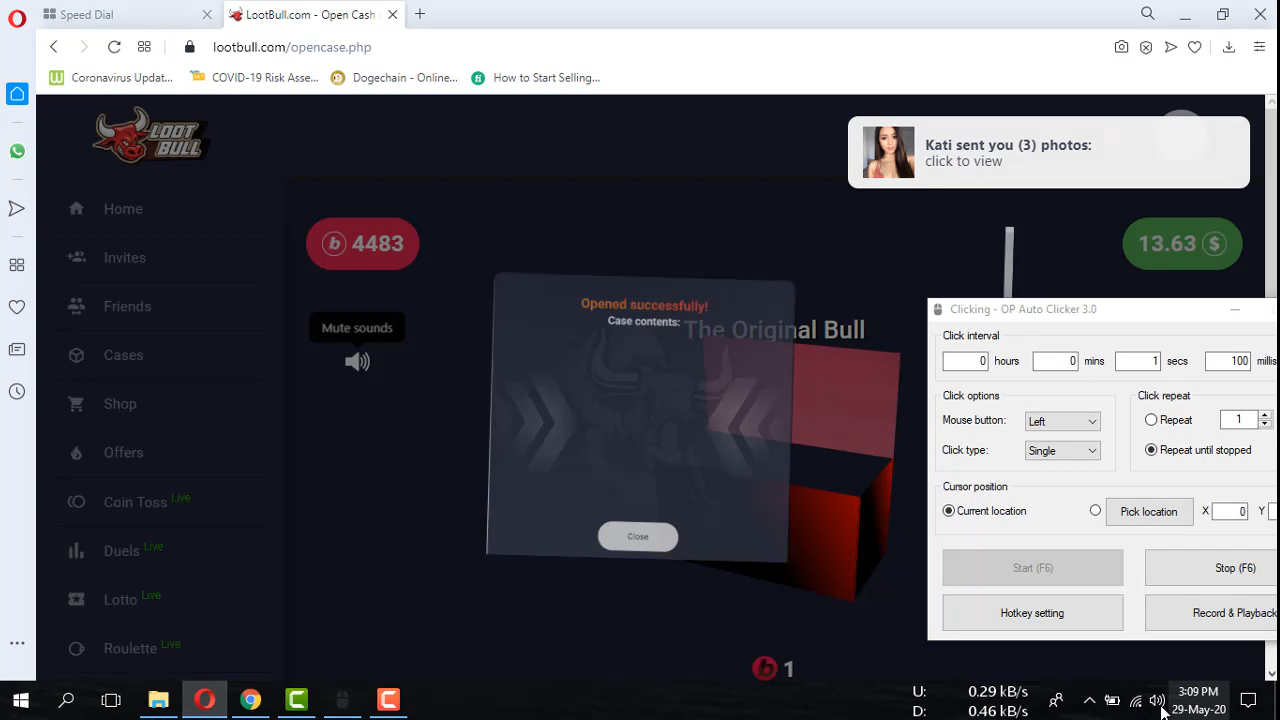 Speed Dial
LootBull.com - Open Cash
lootbull.com/opencase.php
Coronavirus Updat...
COVID-19 Risk Asse...
Dogechain - Online...
How to Start Selling...
LOOT
BULL
Kati sent you (3) photos:
click to view
Home
Invites
Friends
Cases
Shop
Offers
Coin Toss Live
Duels Live
Lotto Live
Roulette Live
b 4483
13.63 $
Mute sounds
Opened successfully!
Case contents:
The Original Bull
Close
b 1
Clicking - OP Auto Clicker 3.0
Click interval
0 hours 0 mins 1 secs 100 millis
Click options
Mouse button: Left
Click type: Single
Click repeat
Repeat 1
Repeat until stopped
Cursor position
Current location
Pick location X 0 Y
Start (F6)
Stop (F6)
Hotkey setting
Record & Playback
U: 0.29 kB/s
D: 0.46 kB/s
3:09 PM
29-May-20